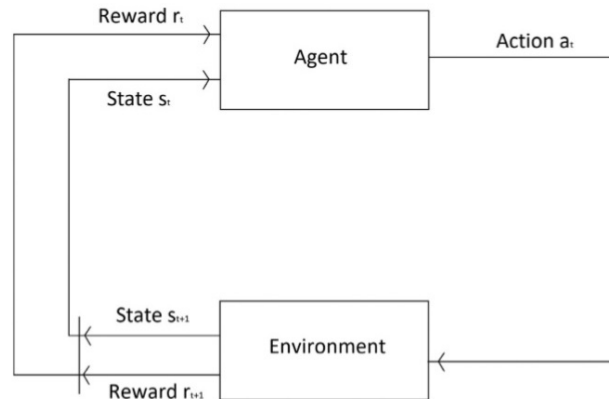 Reward rₜ
Agent
Action aₜ
State sₜ
State sₜ₊₁
Environment
Reward rₜ₊₁